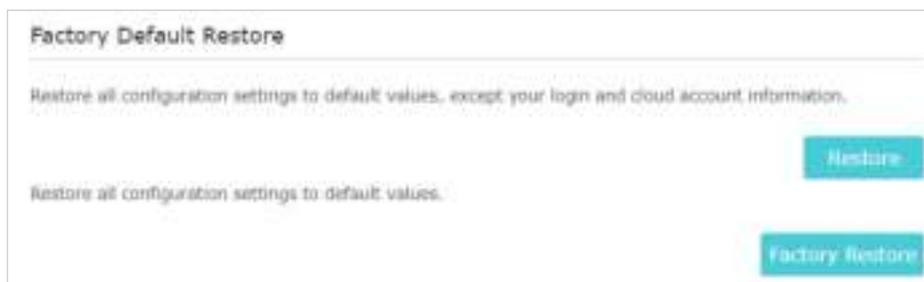 Factory Default Restore
Restore all configuration settings to default values, except your login and cloud account information.
Restore
Restore all configuration settings to default values.
Factory Restore